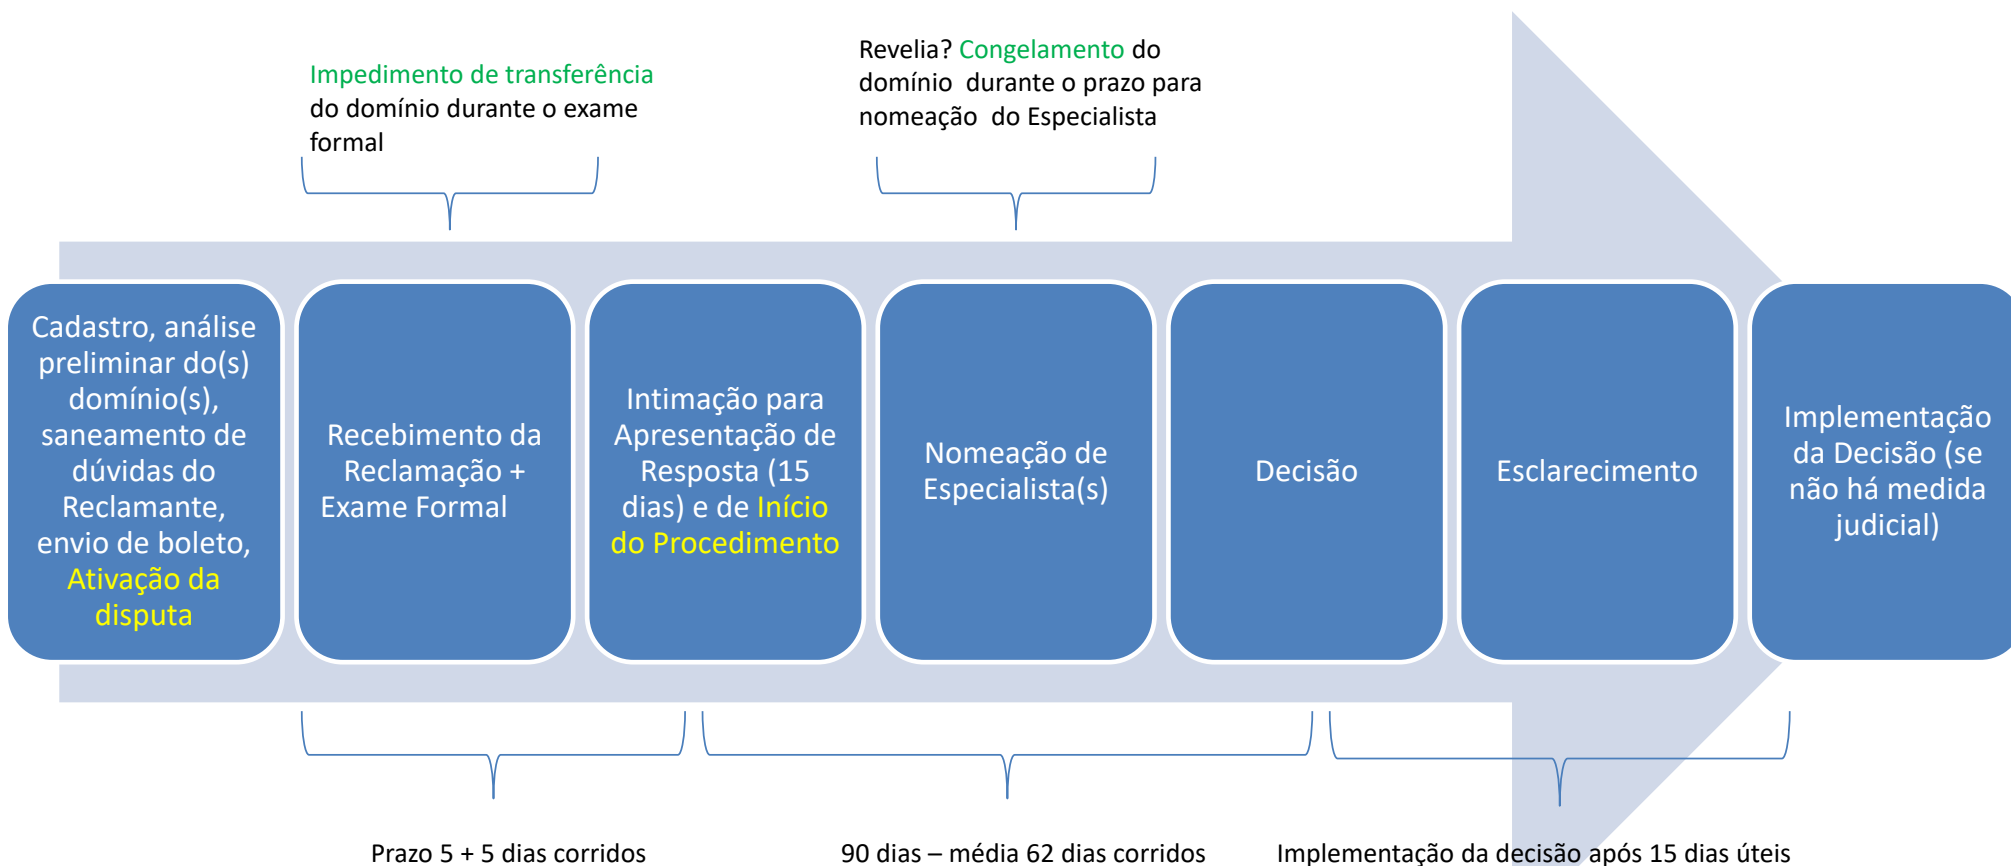 Impedimento de transferência
do domínio durante o exame
formal
Revelia? Congelamento do
domínio durante o prazo para
nomeação do Especialista
Cadastro, análise
preliminar do(s)
domínio(s),
saneamento de
dúvidas do
Reclamante,
envio de boleto,
Ativação da
disputa
Recebimento da
Reclamação +
Exame Formal
Intimação para
Apresentação de
Resposta (15
dias) e de Início
do Procedimento
Nomeação de
Especialista(s)
Decisão
Esclarecimento
Implementação
da Decisão (se
não há medida
judicial)
Prazo 5 + 5 dias corridos
90 dias – média 62 dias corridos
Implementação da decisão após 15 dias úteis